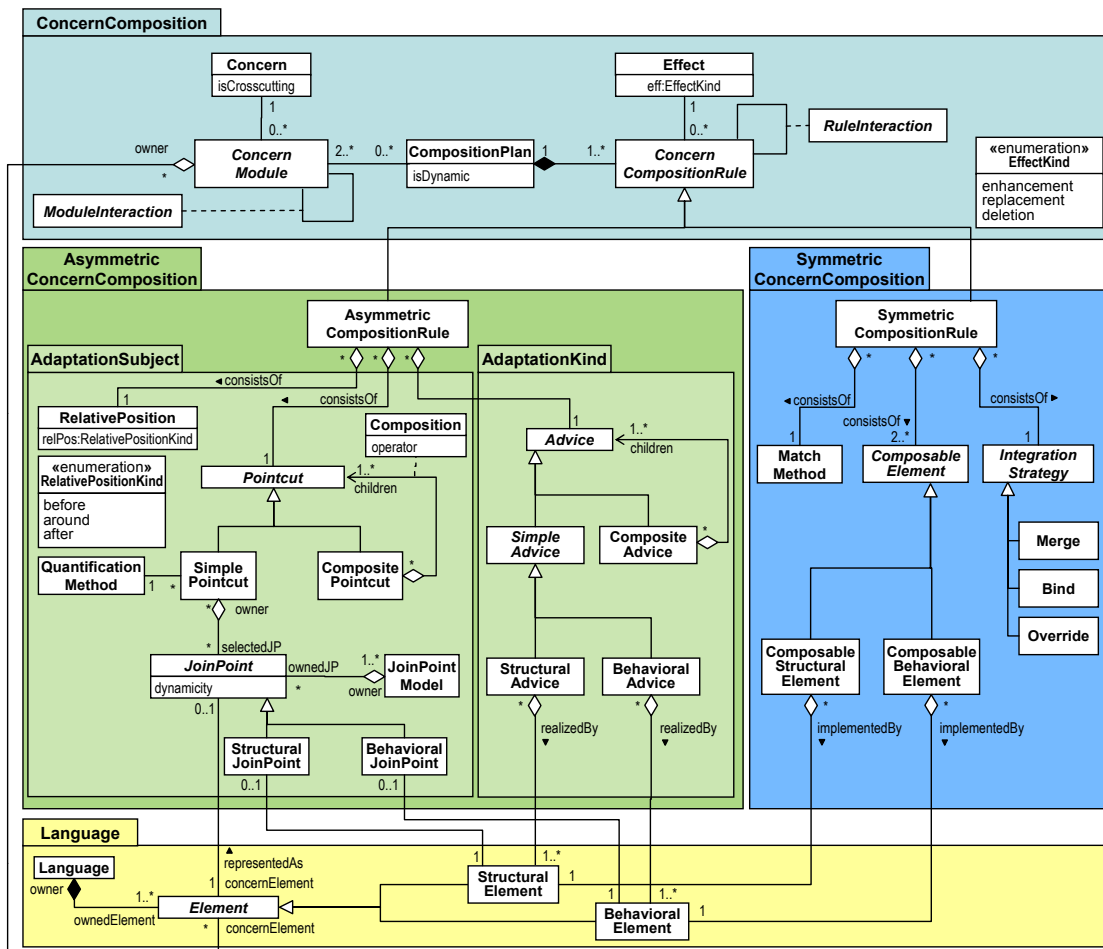 ConcernComposition
Concern
isCrosscutting
1
0..*
Effect
eff:EffectKind
1
0..*
RuleInteraction
owner
*
Concern
Module
2..*
0..*
CompositionPlan
isDynamic
1
1..*
Concern
CompositionRule
«enumeration»
EffectKind
enhancement
replacement
deletion
ModuleInteraction
Asymmetric
ConcernComposition
Symmetric
ConcernComposition
Asymmetric
CompositionRule
* * *
Symmetric
CompositionRule
* * *
AdaptationSubject
AdaptationKind
◄ consistsOf
◄ consistsOf
1
RelativePosition
relPos:RelativePositionKind
Composition
operator
1
Advice
1..*
children
◄ consistsOf
consistsOf ►
consistsOf ▼
1
2..*
1
Match
Method
Composable
Element
Integration
Strategy
«enumeration»
RelativePositionKind
before
around
after
1
Pointcut
1..*
children
Simple
Advice
Composite
Advice
*
Merge
Bind
Override
Quantification
Method
1
*
Simple
Pointcut
Composite
Pointcut
*
*
owner
*
selectedJP
JoinPoint
dynamicity
ownedJP
*
1..*
owner
JoinPoint
Model
0..1
Structural
Advice
Behavioral
Advice
*
*
realizedBy
▼
realizedBy
▼
Composable
Structural
Element
Composable
Behavioral
Element
*
*
implementedBy
▼
implementedBy
▼
Structural
JoinPoint
Behavioral
JoinPoint
0..1
0..1
Language
▲
representedAs
1
concernElement
Language
owner
ownedElement
1..*
Element
*
concernElement
1
1..*
Structural
Element
1
1
1..*
Behavioral
Element
1